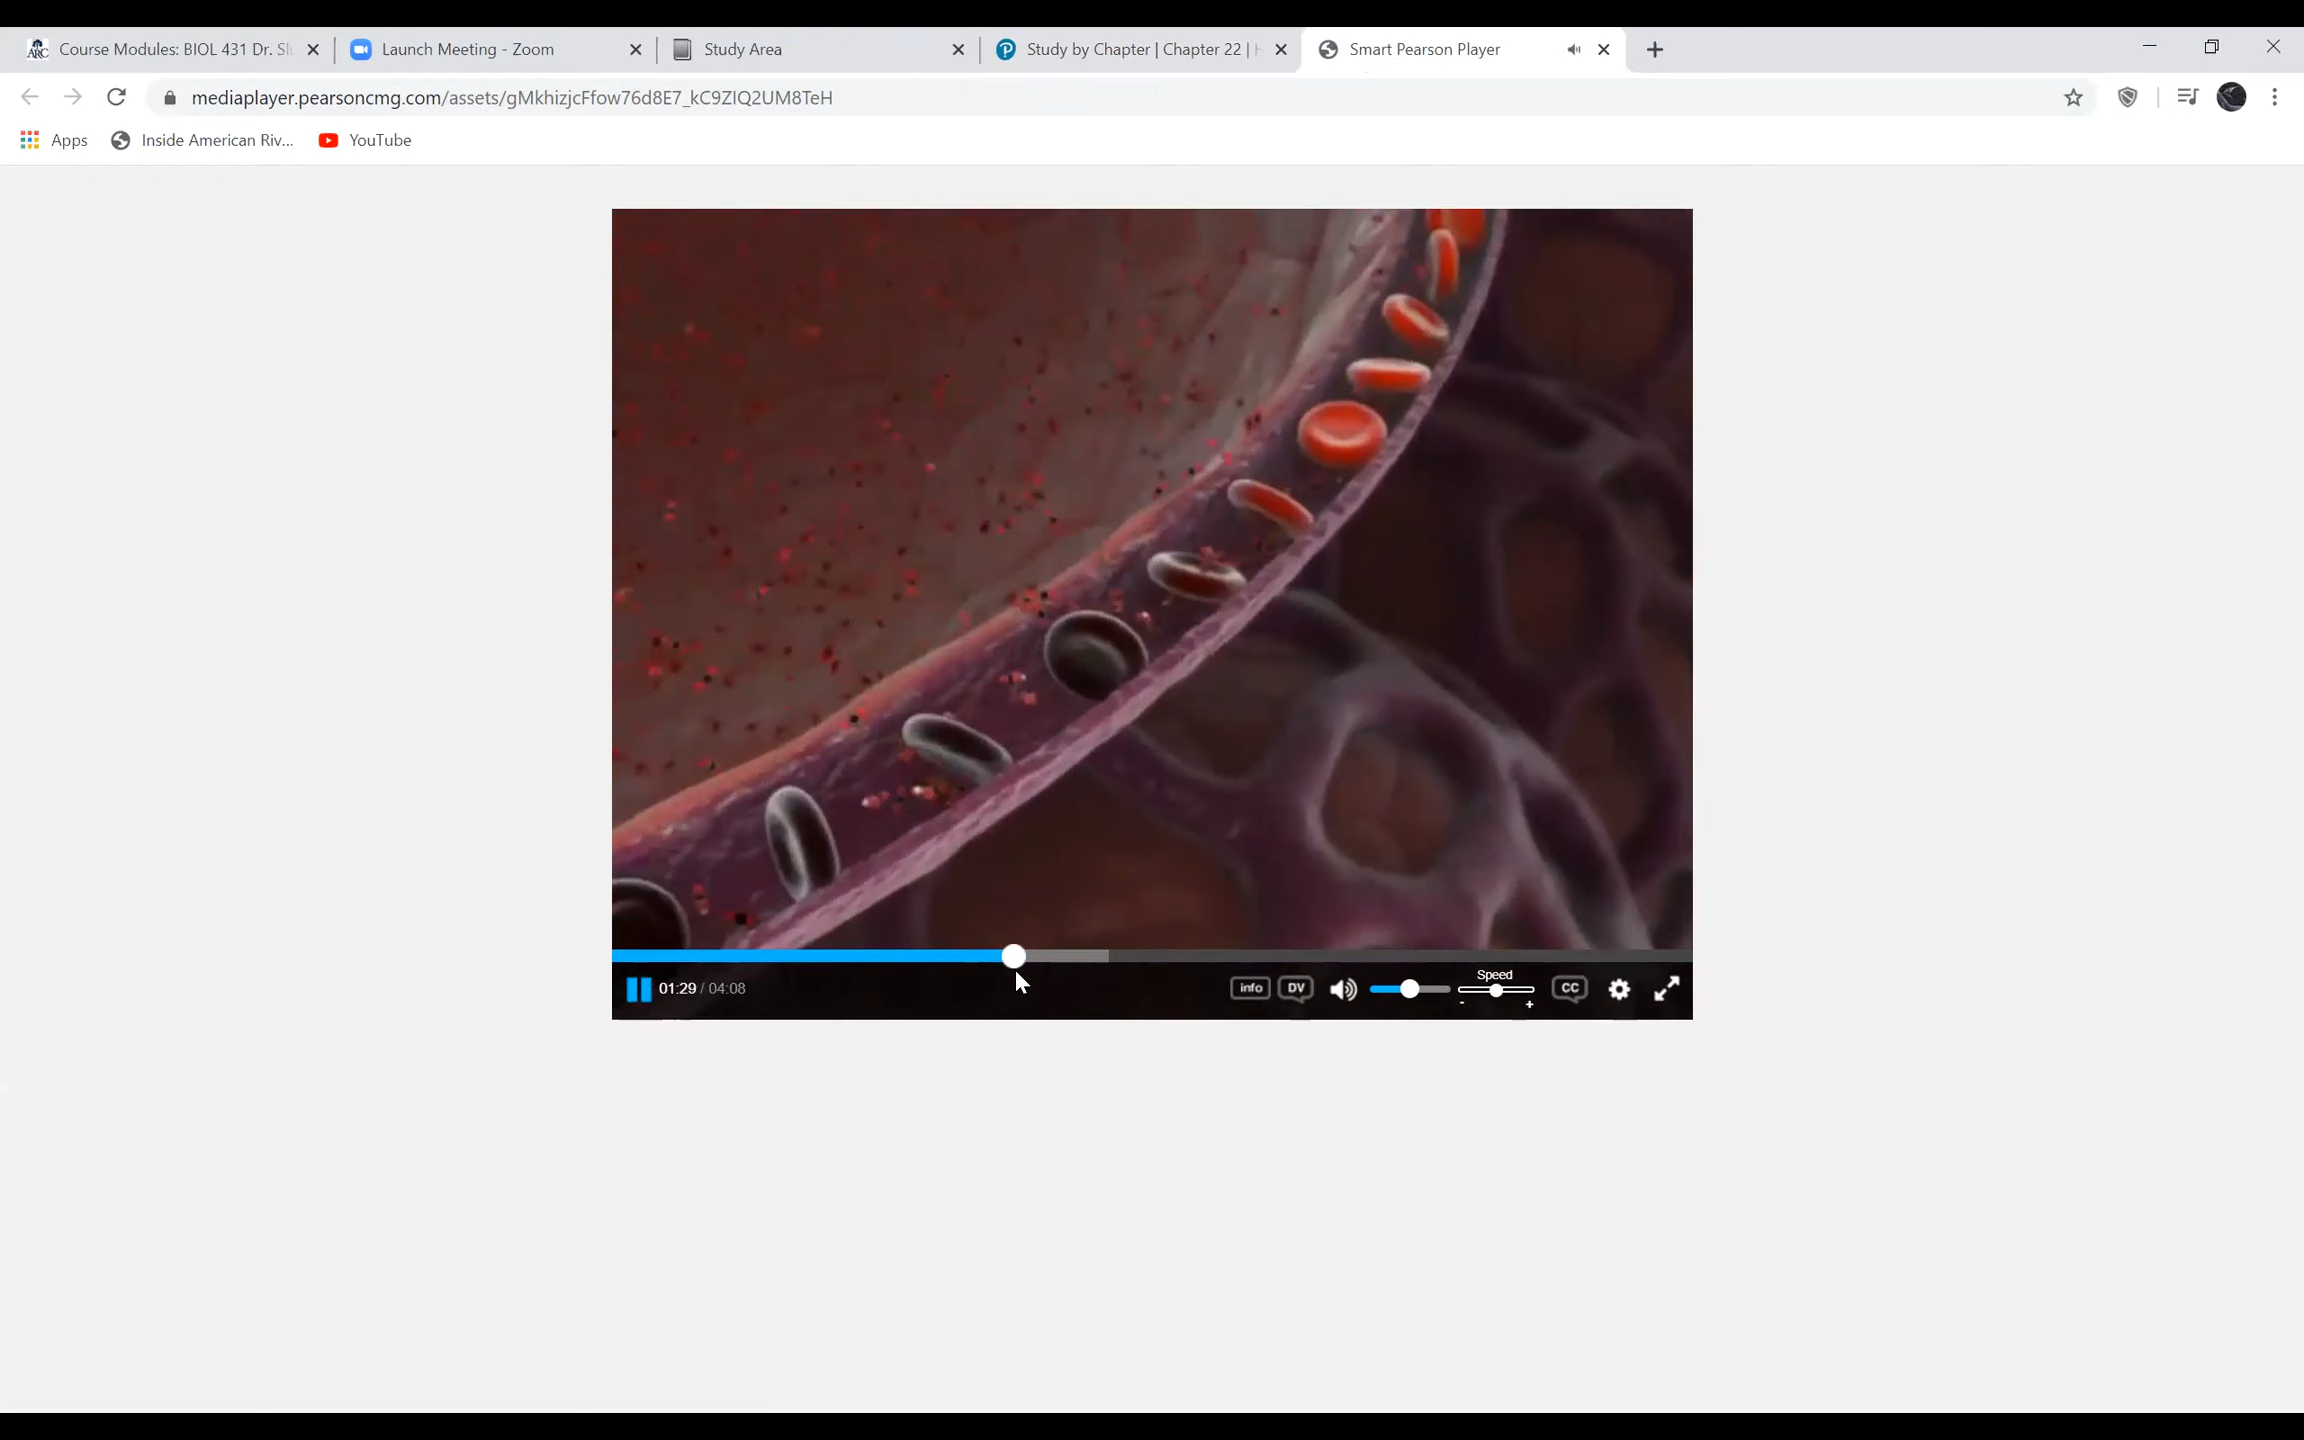 Course Modules: BIOL 431 Dr. Sl
Launch Meeting - Zoom
Study Area
Study by Chapter | Chapter 22 | H
Smart Pearson Player
mediaplayer.pearsoncmg.com/assets/gMkhizjcFfow76d8E7_kC9ZIQ2UM8TeH
Apps
Inside American Riv...
YouTube
01:29 / 04:08
info
DV
Speed
- +
CC
ARC